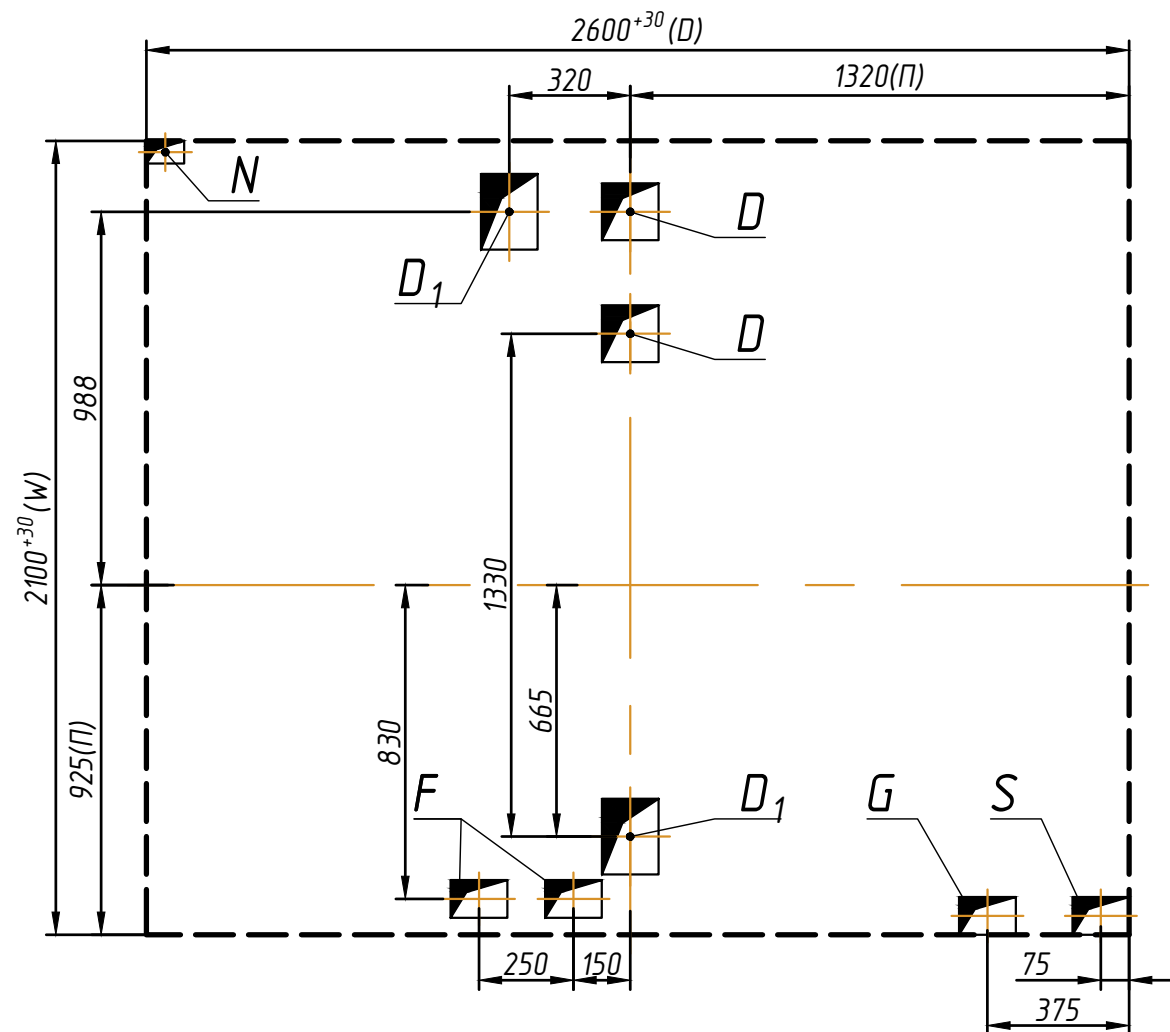 2600+30 (D)
320
1320(П)
N
D
D1
D
988
2100+30 (W)
1330
665
925(П)
830
F
D1
G
S
250
150
75
375